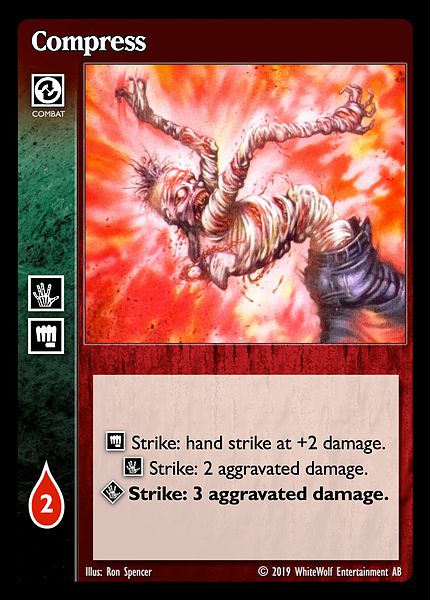 Compress
COMBAT
Strike: hand strike at +2 damage.
Strike: 2 aggravated damage.
Strike: 3 aggravated damage.
2
Illus: Ron Spencer
© 2019 WhiteWolf Entertainment AB